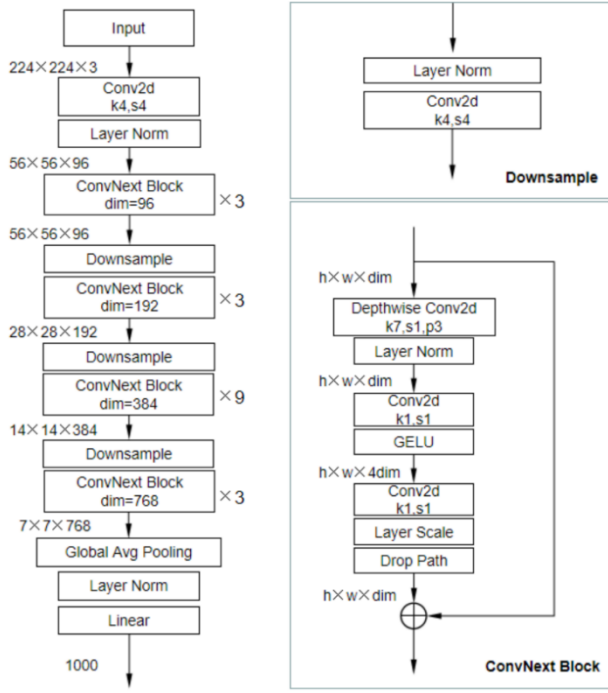 Input
224×224×3
Conv2d
k4,s4
Layer Norm
56×56×96
ConvNext Block
dim=96
×3
56×56×96
Downsample
ConvNext Block
dim=192
×3
28×28×192
Downsample
ConvNext Block
dim=384
×9
14×14×384
Downsample
ConvNext Block
dim=768
×3
7×7×768
Global Avg Pooling
Layer Norm
Linear
1000
Layer Norm
Conv2d
k4,s4
Downsample
h×w×dim
Depthwise Conv2d
k7,s1,p3
Layer Norm
h×w×dim
Conv2d
k1,s1
GELU
h×w×4dim
Conv2d
k1,s1
Layer Scale
Drop Path
h×w×dim
ConvNext Block